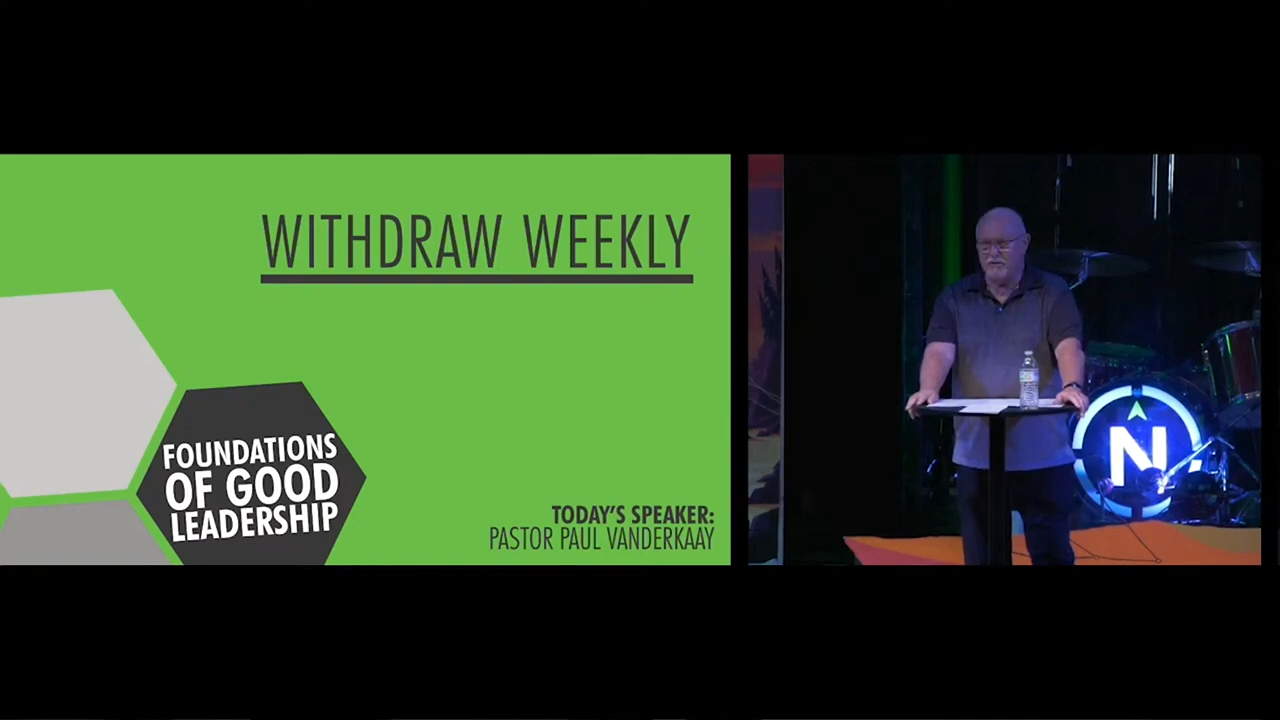 WITHDRAW WEEKLY
FOUNDATIONS
OF GOOD
LEADERSHIP
TODAY'S SPEAKER:
PASTOR PAUL VANDERKAAY
N